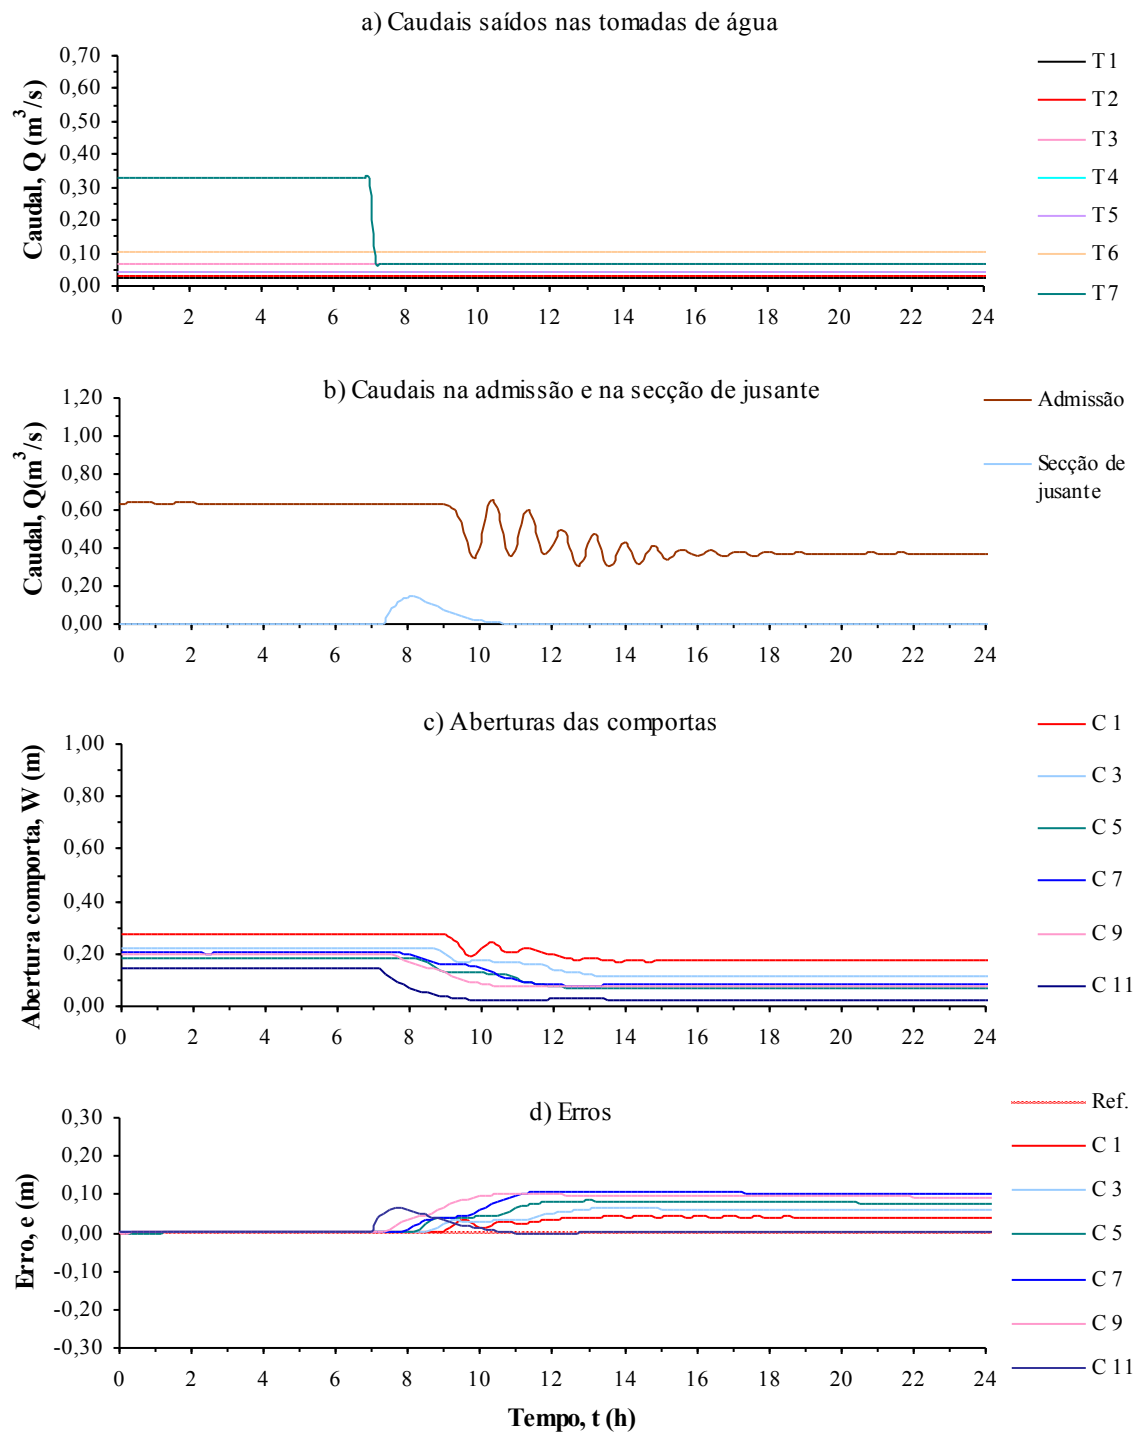 a) Caudais saídos nas tomadas de água
Caudal, Q (m³/s)
0,70
0,60
0,50
0,40
0,30
0,20
0,10
0,00
0 2 4 6 8 10 12 14 16 18 20 22 24
T1
T2
T3
T4
T5
T6
T7
b) Caudais na admissão e na secção de jusante
Caudal, Q(m³/s)
1,20
1,00
0,80
0,60
0,40
0,20
0,00
0 2 4 6 8 10 12 14 16 18 20 22 24
Admissão
Secção de
jusante
c) Aberturas das comportas
Abertura comporta, W (m)
1,00
0,80
0,60
0,40
0,20
0,00
0 2 4 6 8 10 12 14 16 18 20 22 24
C 1
C 3
C 5
C 7
C 9
C 11
d) Erros
Erro, e (m)
0,30
0,20
0,10
0,00
-0,10
-0,20
-0,30
0 2 4 6 8 10 12 14 16 18 20 22 24
Tempo, t (h)
Ref.
C 1
C 3
C 5
C 7
C 9
C 11